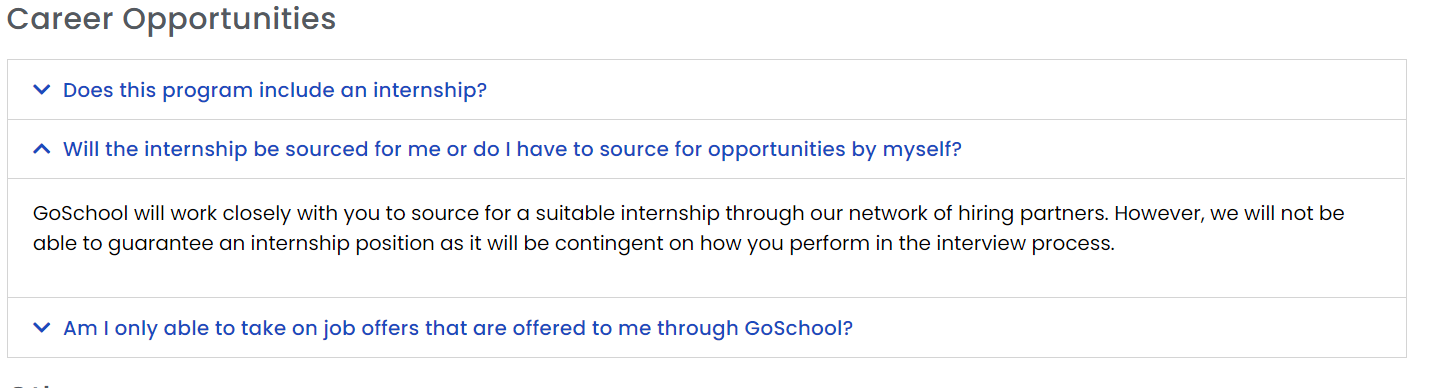 Career Opportunities
Does this program include an internship?
Will the internship be sourced for me or do I have to source for opportunities by myself?
GoSchool will work closely with you to source for a suitable internship through our network of hiring partners. However, we will not be
able to guarantee an internship position as it will be contingent on how you perform in the interview process.
Am I only able to take on job offers that are offered to me through GoSchool?